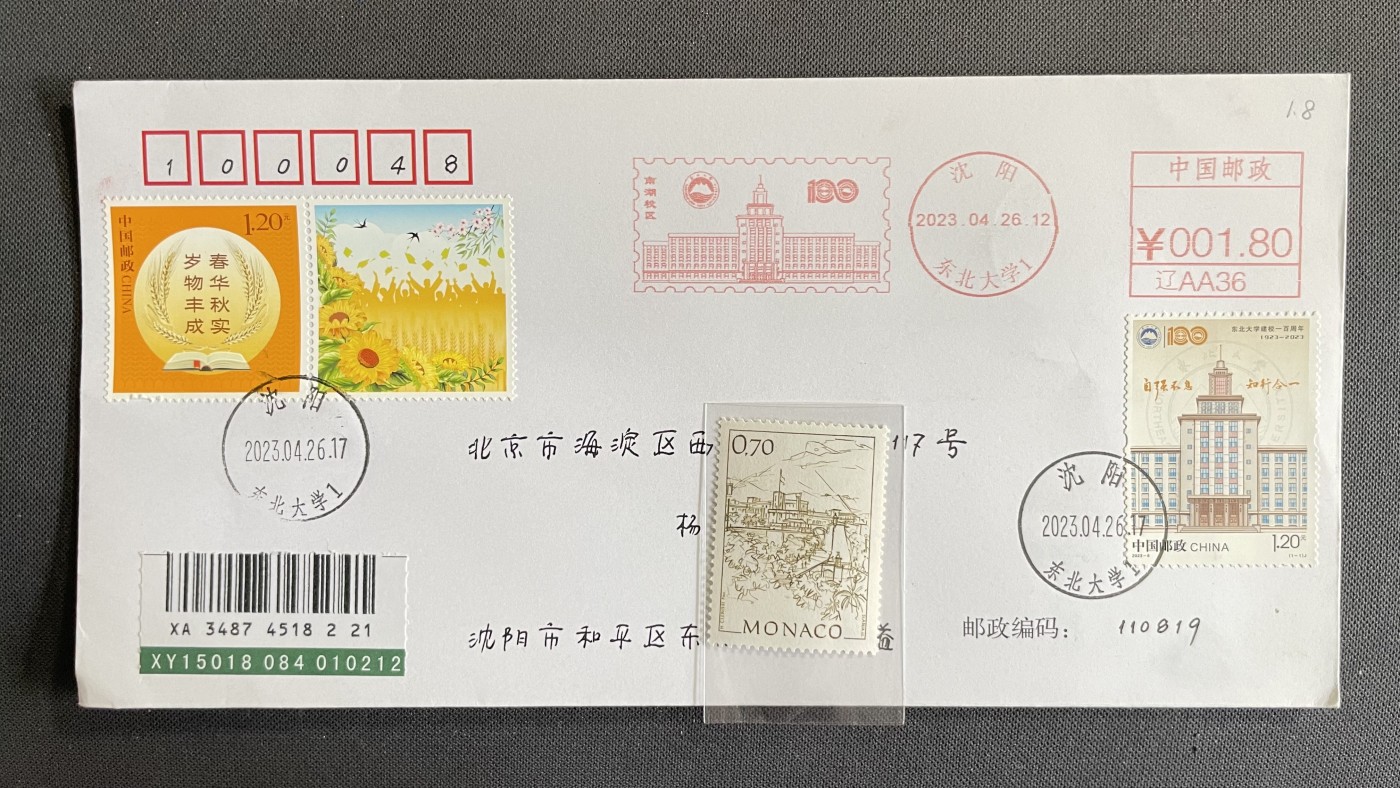 1.8
1 0 0 0 4 8
中国邮政 CHINA
1.20元
春华秋实
岁物丰成
南湖校区
100
沈阳
2023.04.26.12
东北大学1
中国邮政
¥001.80
辽AA36
100
东北大学建校一百周年
1923~2023
自强不息 知行合一
中国邮政 CHINA
1.20元
沈阳
2023.04.26.17
东北大学1
沈阳
2023.04.26.17
东北大学1
北京市海淀区西 117号
杨
0.70
MONACO
XA 3487 4518 2 21
XY15018 084 010212
沈阳市和平区东 益
邮政编码： 110819